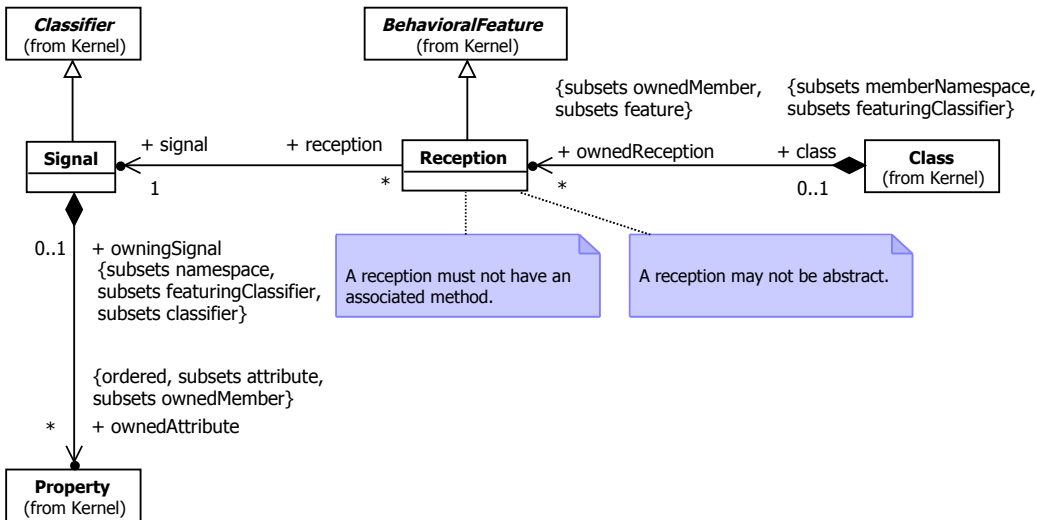 Classifier
(from Kernel)
BehavioralFeature
(from Kernel)
{subsets ownedMember,
subsets feature}
{subsets memberNamespace,
subsets featuringClassifier}
Signal
+ signal
1
+ reception
*
Reception
+ ownedReception
*
+ class
0..1
Class
(from Kernel)
0..1
+ owningSignal
{subsets namespace,
subsets featuringClassifier,
subsets classifier}
A reception must not have an
associated method.
A reception may not be abstract.
{ordered, subsets attribute,
subsets ownedMember}
*
+ ownedAttribute
Property
(from Kernel)